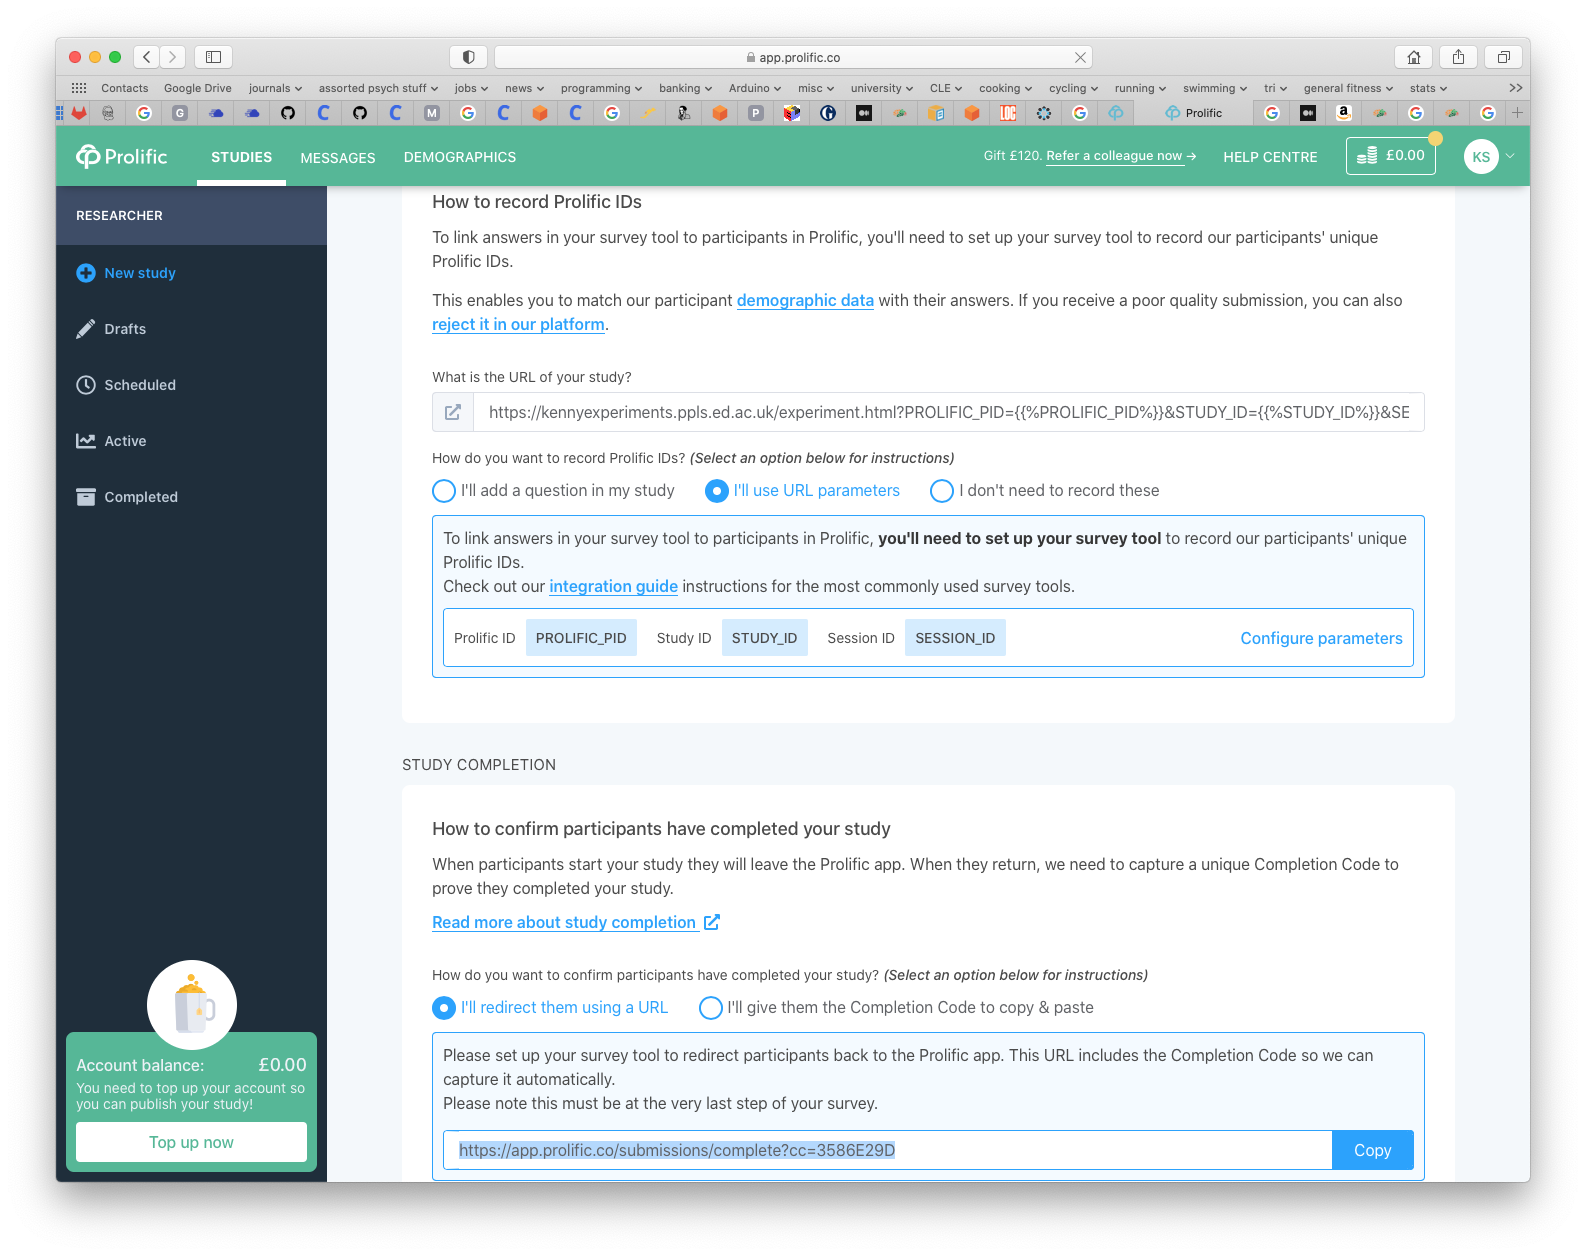 app.prolific.co
Contacts Google Drive journals assorted psych stuff jobs news programming banking Arduino misc university CLE cooking cycling running swimming tri general fitness stats
G G C C M G C C G P LOC G Prolific G a G G
Prolific STUDIES MESSAGES DEMOGRAPHICS Gift £120. Refer a colleague now → HELP CENTRE £0.00 KS
RESEARCHER
New study
Drafts
Scheduled
Active
Completed
Account balance: £0.00
You need to top up your account so
you can publish your study!
Top up now
How to record Prolific IDs
To link answers in your survey tool to participants in Prolific, you'll need to set up your survey tool to record our participants' unique
Prolific IDs.
This enables you to match our participant demographic data with their answers. If you receive a poor quality submission, you can also
reject it in our platform.
What is the URL of your study?
https://kennyexperiments.ppls.ed.ac.uk/experiment.html?PROLIFIC_PID={{%PROLIFIC_PID%}}&STUDY_ID={{%STUDY_ID%}}&SE
How do you want to record Prolific IDs? (Select an option below for instructions)
I'll add a question in my study I'll use URL parameters I don't need to record these
To link answers in your survey tool to participants in Prolific, you'll need to set up your survey tool to record our participants' unique
Prolific IDs.
Check out our integration guide instructions for the most commonly used survey tools.
Prolific ID PROLIFIC_PID Study ID STUDY_ID Session ID SESSION_ID Configure parameters
STUDY COMPLETION
How to confirm participants have completed your study
When participants start your study they will leave the Prolific app. When they return, we need to capture a unique Completion Code to
prove they completed your study.
Read more about study completion
How do you want to confirm participants have completed your study? (Select an option below for instructions)
I'll redirect them using a URL I'll give them the Completion Code to copy & paste
Please set up your survey tool to redirect participants back to the Prolific app. This URL includes the Completion Code so we can
capture it automatically.
Please note this must be at the very last step of your survey.
https://app.prolific.co/submissions/complete?cc=3586E29D Copy